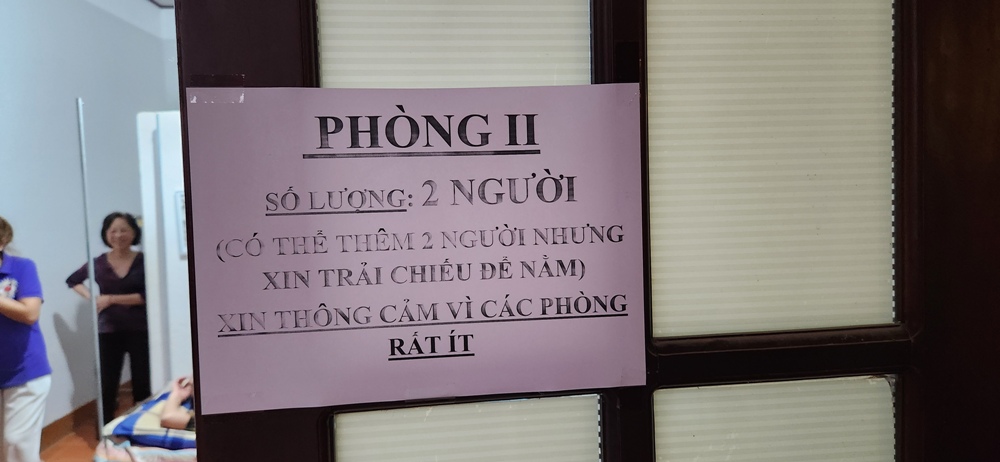 PHÒNG II
SỐ LƯỢNG: 2 NGƯỜI
(CÓ THỂ THÊM 2 NGƯỜI NHƯNG
XIN TRẢI CHIẾU ĐỂ NẰM)
XIN THÔNG CẢM VÌ CÁC PHÒNG
RẤT ÍT